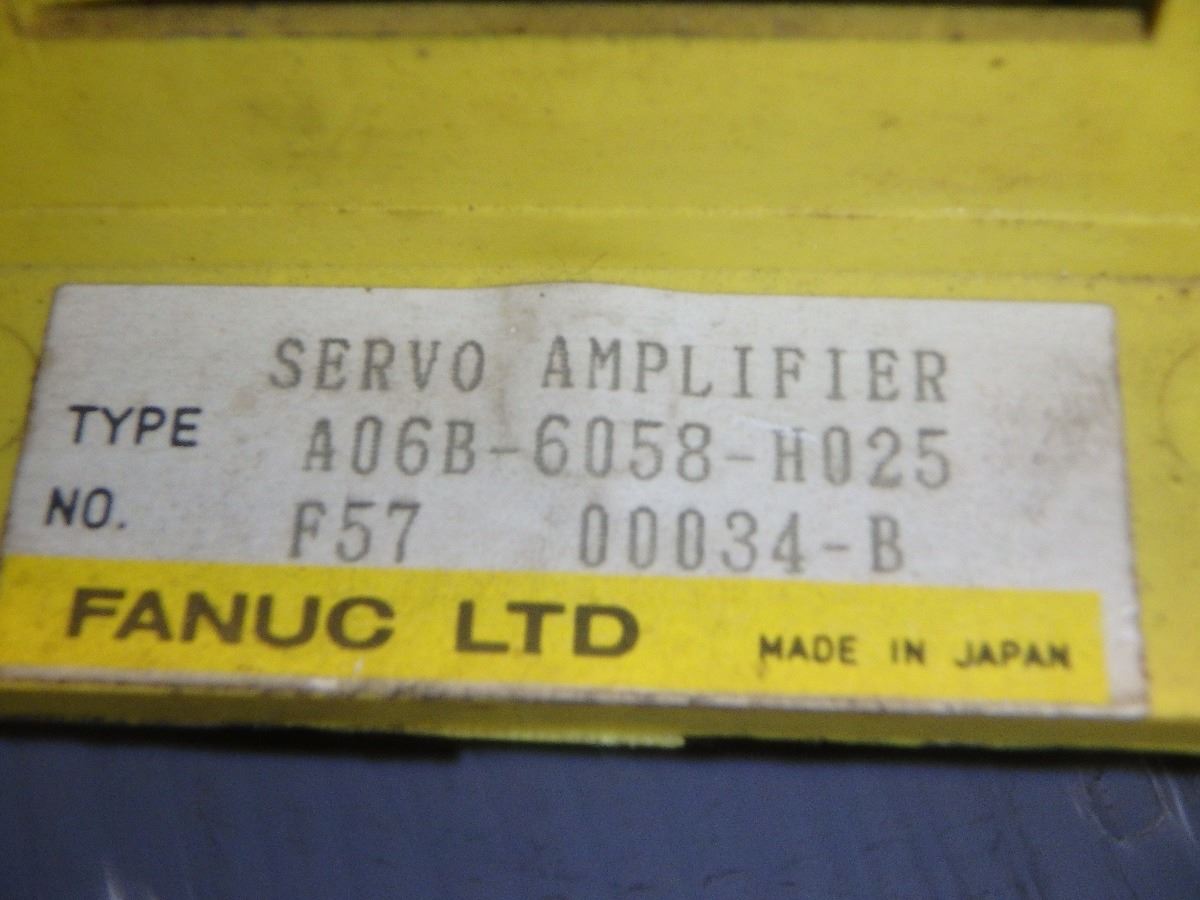 SERVO AMPLIFIER
TYPE A06B-6058-H025
NO. F57 00034-B
FANUC LTD MADE IN JAPAN